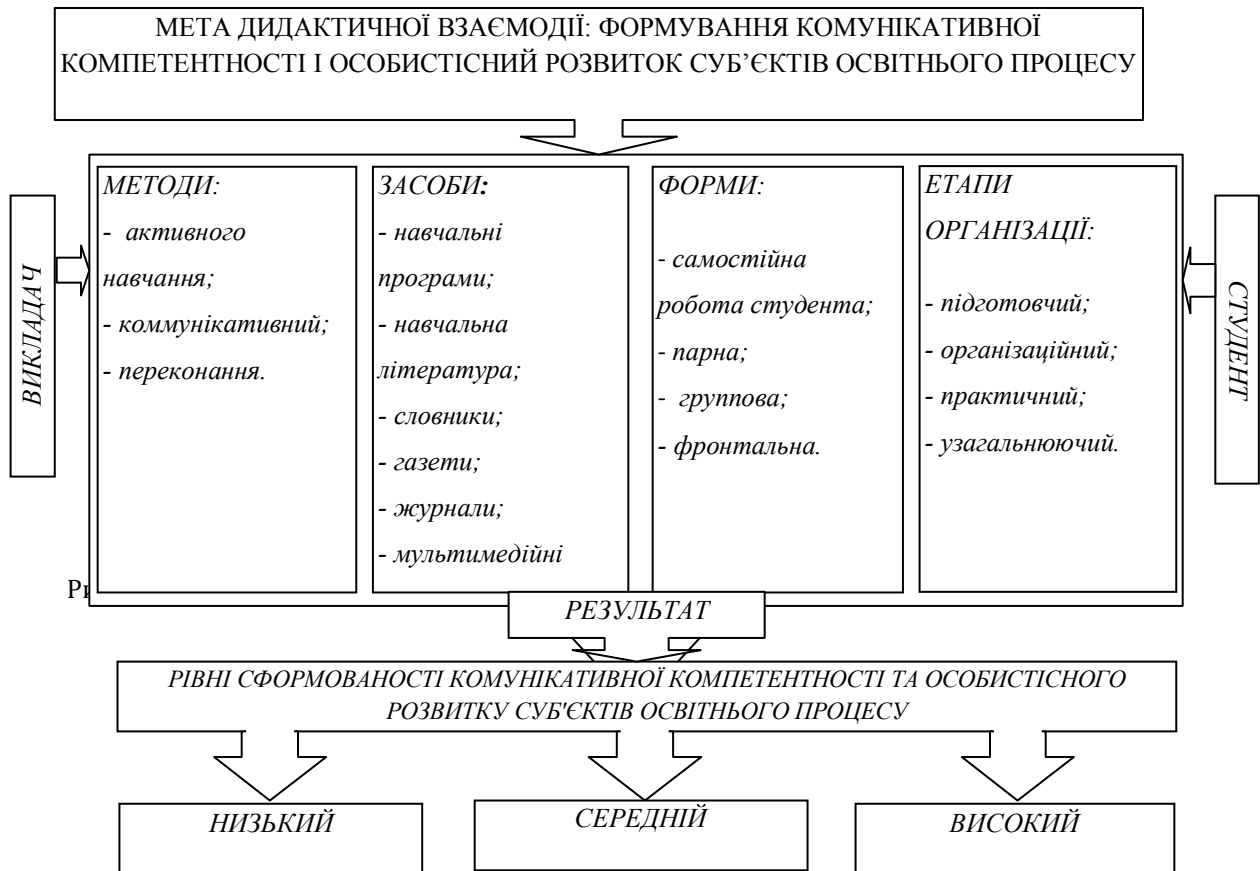 МЕТА ДИДАКТИЧНОЇ ВЗАЄМОДІЇ: ФОРМУВАННЯ КОМУНІКАТИВНОЇ
КОМПЕТЕНТНОСТІ І ОСОБИСТІСНИЙ РОЗВИТОК СУБ’ЄКТІВ ОСВІТНЬОГО ПРОЦЕСУ
ВИКЛАДАЧ
МЕТОДИ:
- активного
навчання;
- коммунікативний;
- переконання.
ЗАСОБИ:
- навчальні
програми;
- навчальна
література;
- словники;
- газети;
- журнали;
- мультимедійні
ФОРМИ:
- самостійна
робота студента;
- парна;
- группова;
- фронтальна.
ЕТАПИ
ОРГАНІЗАЦІЇ:
- підготовчий;
- організаційний;
- практичний;
- узагальнюючий.
СТУДЕНТ
РЕЗУЛЬТАТ
РІВНІ СФОРМОВАНОСТІ КОМУНІКАТИВНОЇ КОМПЕТЕНТНОСТІ ТА ОСОБИСТІСНОГО
РОЗВИТКУ СУБ'ЄКТІВ ОСВІТНЬОГО ПРОЦЕСУ
НИЗЬКИЙ
СЕРЕДНІЙ
ВИСОКИЙ